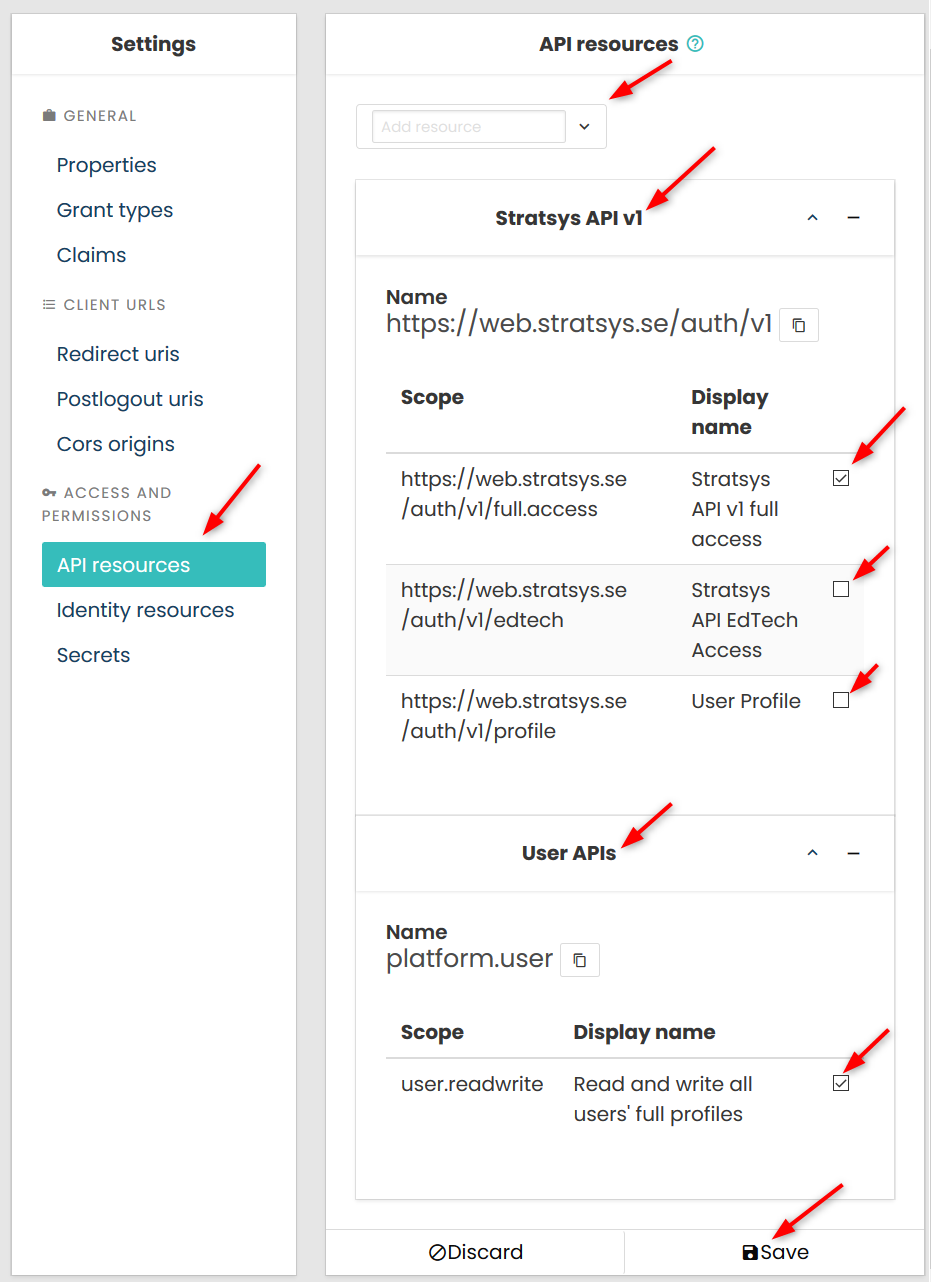 Settings
GENERAL
Properties
Grant types
Claims
CLIENT URLS
Redirect uris
Postlogout uris
Cors origins
ACCESS AND
PERMISSIONS
API resources
Identity resources
Secrets
API resources
Add resource
Stratsys API v1
Name
https://web.stratsys.se/auth/v1
Scope
Display
name
https://web.stratsys.se
/auth/v1/full.access
Stratsys
API v1 full
access
https://web.stratsys.se
/auth/v1/edtech
Stratsys
API EdTech
Access
https://web.stratsys.se
/auth/v1/profile
User Profile
User APIs
Name
platform.user
Scope
Display name
user.readwrite
Read and write all
users' full profiles
Discard
Save